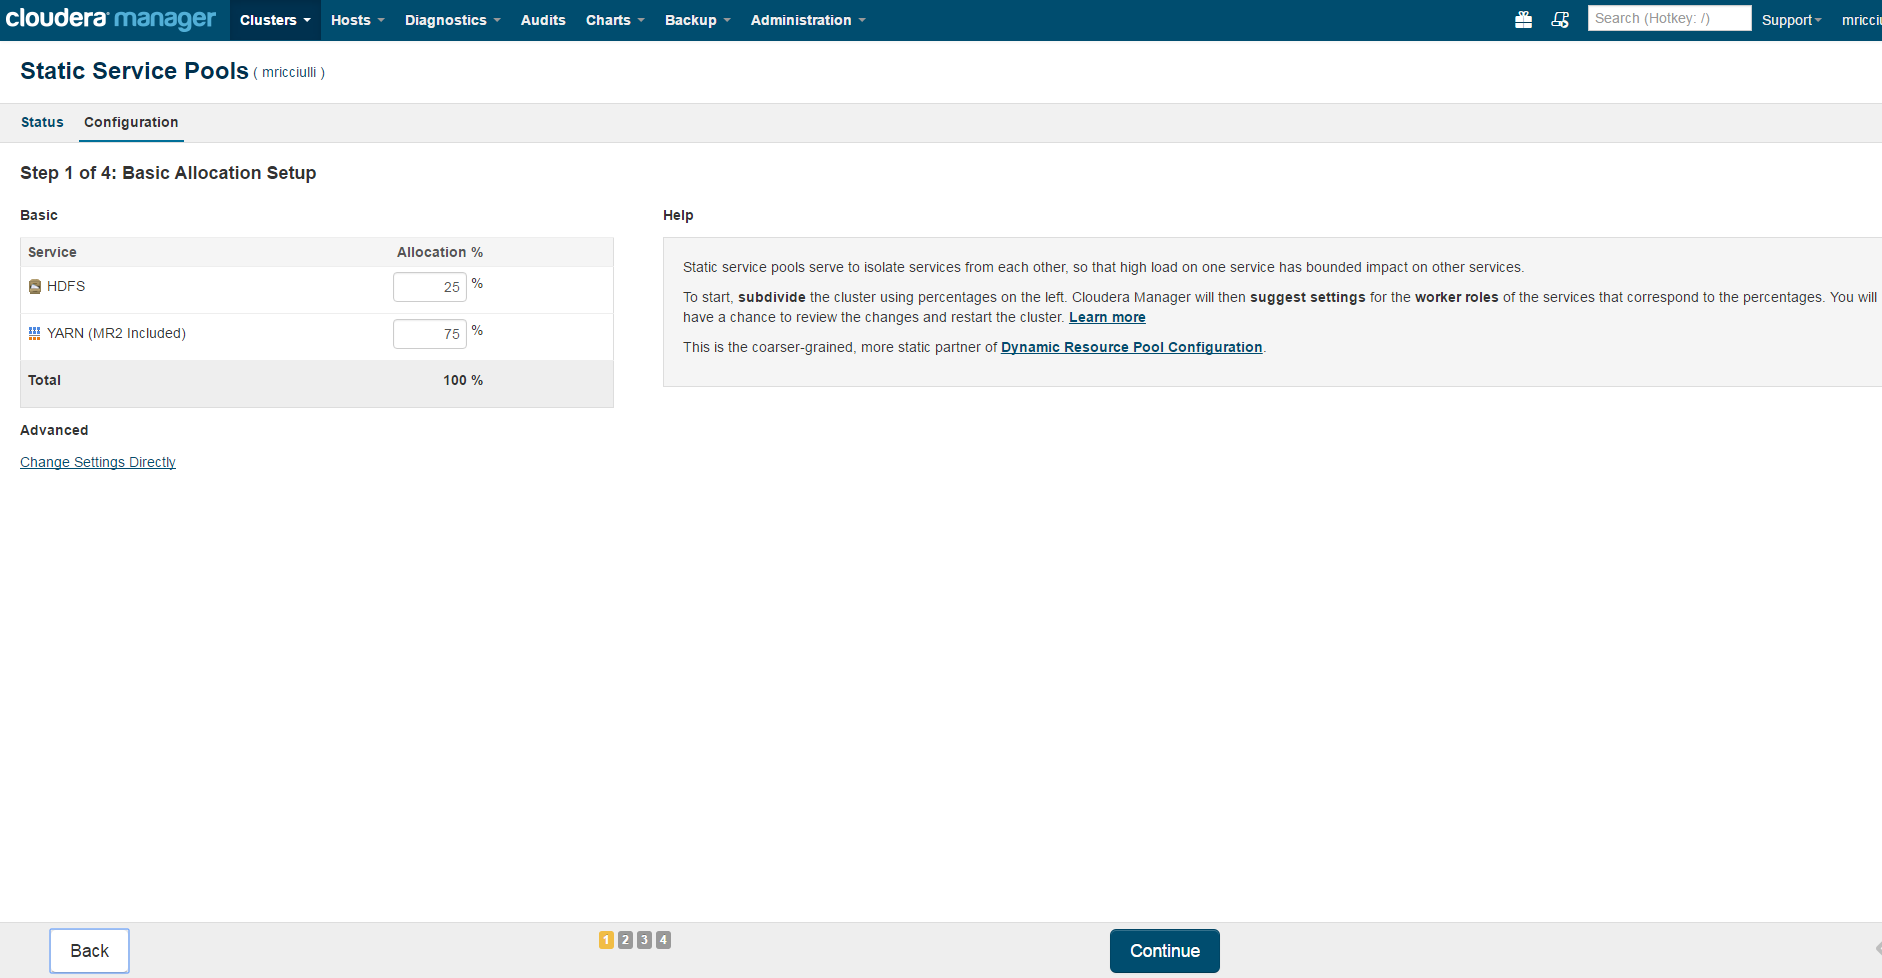 cloudera manager Clusters Hosts Diagnostics Audits Charts Backup Administration Search (Hotkey: /) Support mricciu
Static Service Pools ( mricciulli )
Status Configuration
Step 1 of 4: Basic Allocation Setup
Basic
Service Allocation %
HDFS 25 %
YARN (MR2 Included) 75 %
Total 100 %
Advanced
Change Settings Directly
Help
Static service pools serve to isolate services from each other, so that high load on one service has bounded impact on other services.
To start, subdivide the cluster using percentages on the left. Cloudera Manager will then suggest settings for the worker roles of the services that correspond to the percentages. You will
have a chance to review the changes and restart the cluster. Learn more
This is the coarser-grained, more static partner of Dynamic Resource Pool Configuration.
Back 1 2 3 4 Continue